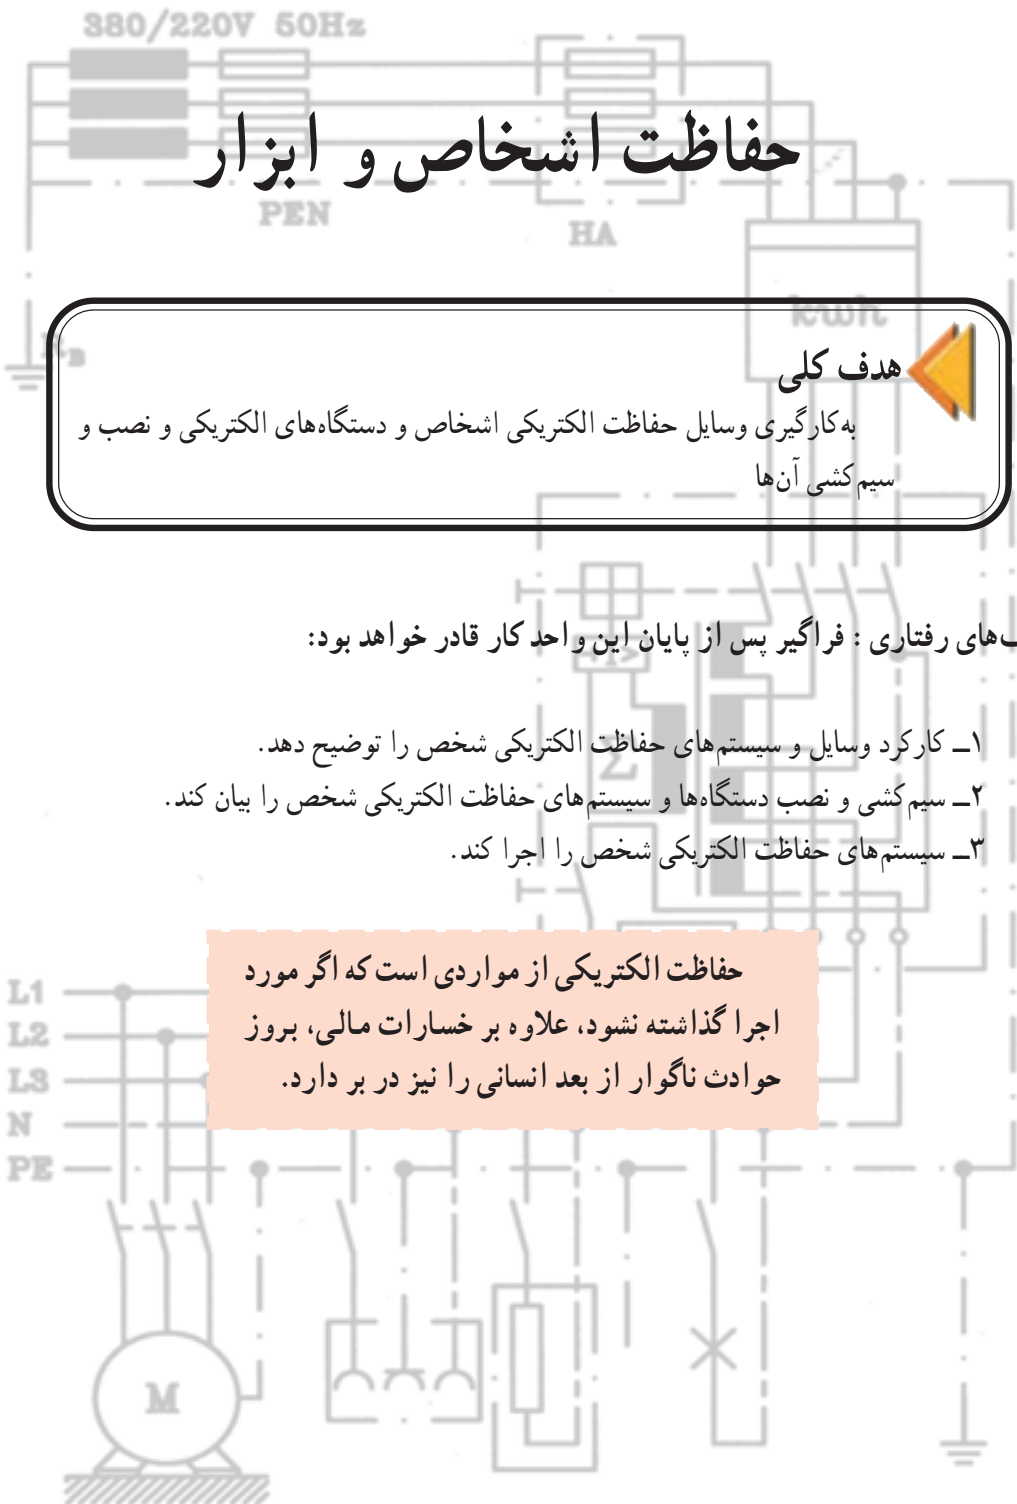 380/220V 50Hz
حفاظت اشخاص و ابزار
PEN
HA
kwh
هدف کلی
به‌کارگیری وسایل حفاظت الکتریکی اشخاص و دستگاه‌های الکتریکی و نصب و
سیم‌کشی آن‌ها
رفتاری : فراگیر پس از پایان این واحد کار قادر خواهد بود:
۱ــ کارکرد وسایل و سیستم‌های حفاظت الکتریکی شخص را توضیح دهد.
۲ــ سیم‌کشی و نصب دستگاه‌ها و سیستم‌های حفاظت الکتریکی شخص را بیان کند.
۳ــ سیستم‌های حفاظت الکتریکی شخص را اجرا کند.
Σ
حفاظت الکتریکی از مواردی است که اگر مورد
اجرا گذاشته نشود، علاوه بر خسارات مالی، بروز
حوادث ناگوار از بعد انسانی را نیز در بر دارد.
L1
L2
L3
N
PE
M